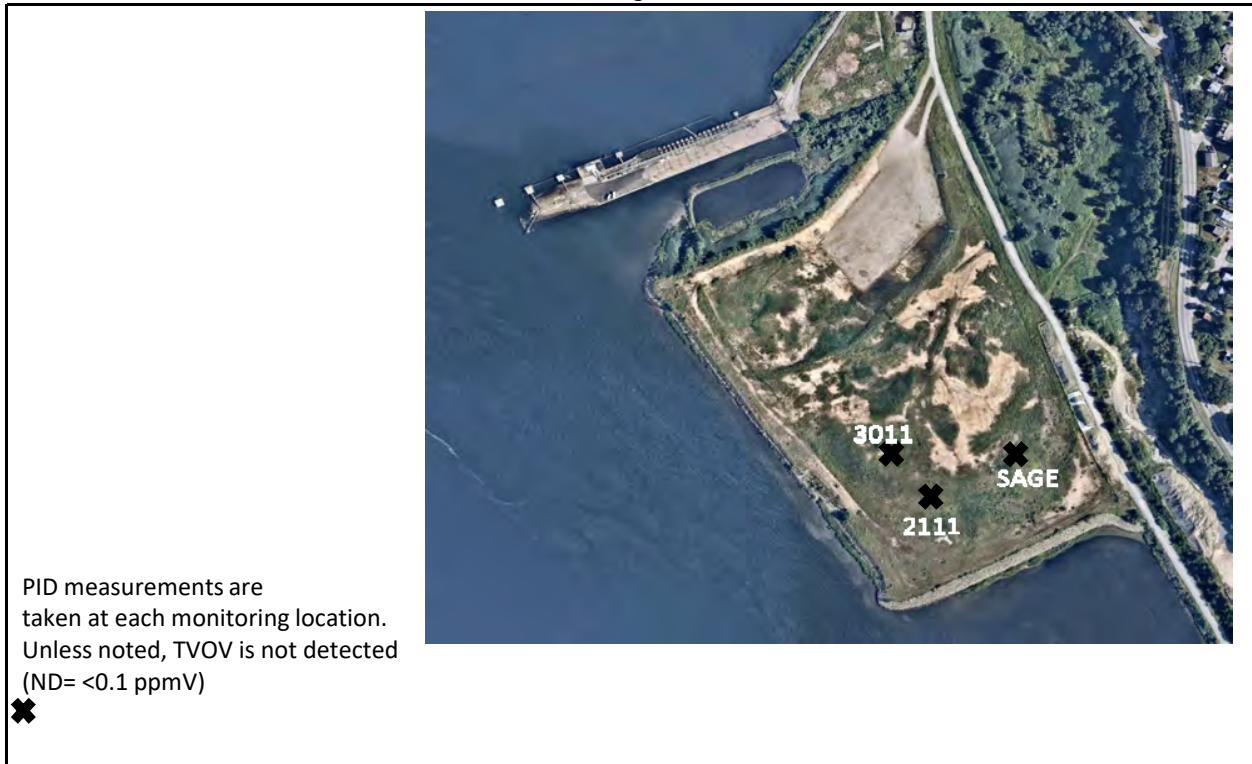 3011
SAGE
2111
PID measurements are
taken at each monitoring location.
Unless noted, TVOV is not detected
(ND= <0.1 ppmV)